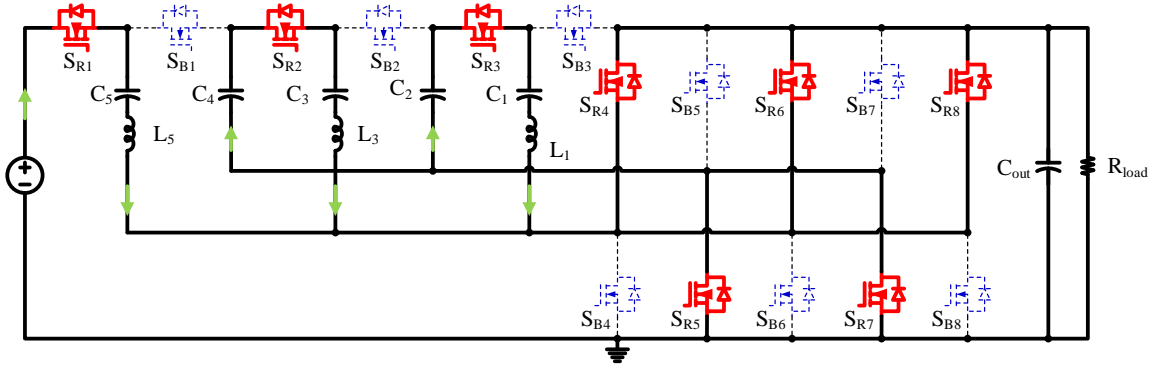 S_R1 S_B1 S_R2 S_B2 S_R3 S_B3
C_5 C_4 C_3 C_2 C_1
S_R4 S_B5 S_R6 S_B7 S_R8
L_5 L_3 L_1
C_out R_load
S_B4 S_R5 S_B6 S_R7 S_B8